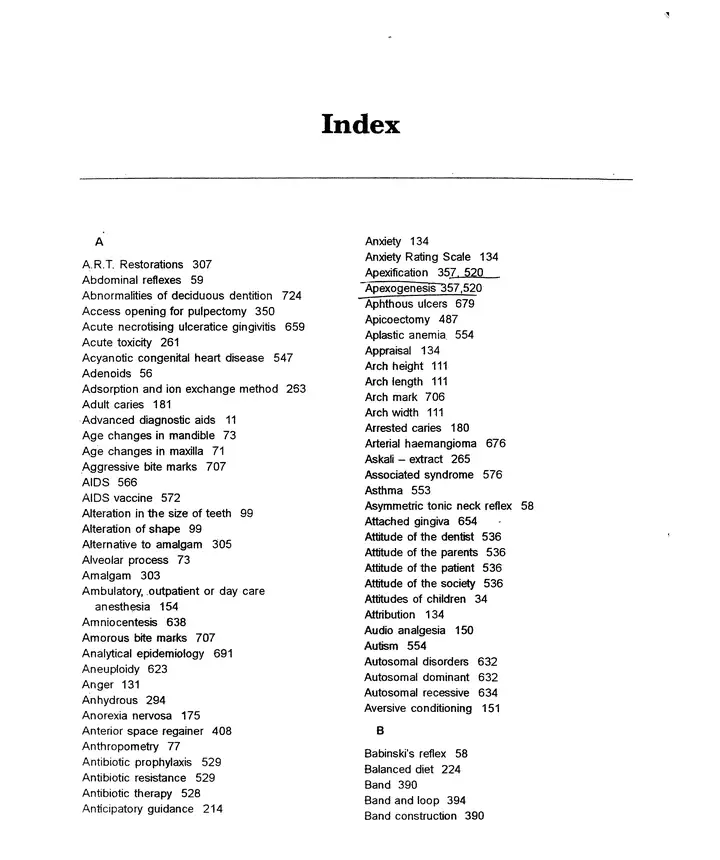 Index
A
A.R.T. Restorations 307
Abdominal reflexes 59
Abnormalities of deciduous dentition 724
Access opening for pulpectomy 350
Acute necrotising ulceratice gingivitis 659
Acute toxicity 261
Acyanotic congenital heart disease 547
Adenoids 56
Adsorption and ion exchange method 263
Adult caries 181
Advanced diagnostic aids 11
Age changes in mandible 73
Age changes in maxilla 71
Aggressive bite marks 707
AIDS 566
AIDS vaccine 572
Alteration in the size of teeth 99
Alteration of shape 99
Alternative to amalgam 305
Alveolar process 73
Amalgam 303
Ambulatory, outpatient or day care
anesthesia 154
Amniocentesis 638
Amorous bite marks 707
Analytical epidemiology 691
Aneuploidy 623
Anger 131
Anhydrous 294
Anorexia nervosa 175
Anterior space regainer 408
Anthropometry 77
Antibiotic prophylaxis 529
Antibiotic resistance 529
Antibiotic therapy 528
Anticipatory guidance 214
Anxiety 134
Anxiety Rating Scale 134
Apexification 357, 520
Apexogenesis 357,520
Aphthous ulcers 679
Apicoectomy 487
Aplastic anemia 554
Appraisal 134
Arch height 111
Arch length 111
Arch mark 706
Arch width 111
Arrested caries 180
Arterial haemangioma 676
Askali – extract 265
Associated syndrome 576
Asthma 553
Asymmetric tonic neck reflex 58
Attached gingiva 654
Attitude of the dentist 536
Attitude of the parents 536
Attitude of the patient 536
Attitude of the society 536
Attitudes of children 34
Attribution 134
Audio analgesia 150
Autism 554
Autosomal disorders 632
Autosomal dominant 632
Autosomal recessive 634
Aversive conditioning 151
B
Babinski's reflex 58
Balanced diet 224
Band 390
Band and loop 394
Band construction 390